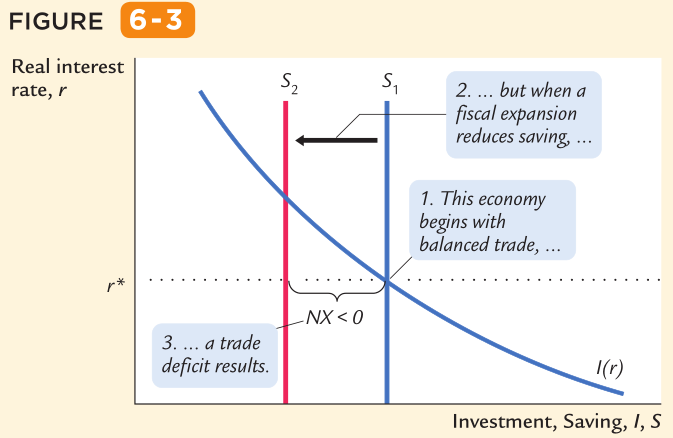 FIGURE 6-3
Real interest
rate, r
S₂
S₁
2. ... but when a
fiscal expansion
reduces saving, ...
1. This economy
begins with
balanced trade, ...
r*
NX < 0
3. ... a trade
deficit results.
I(r)
Investment, Saving, I, S